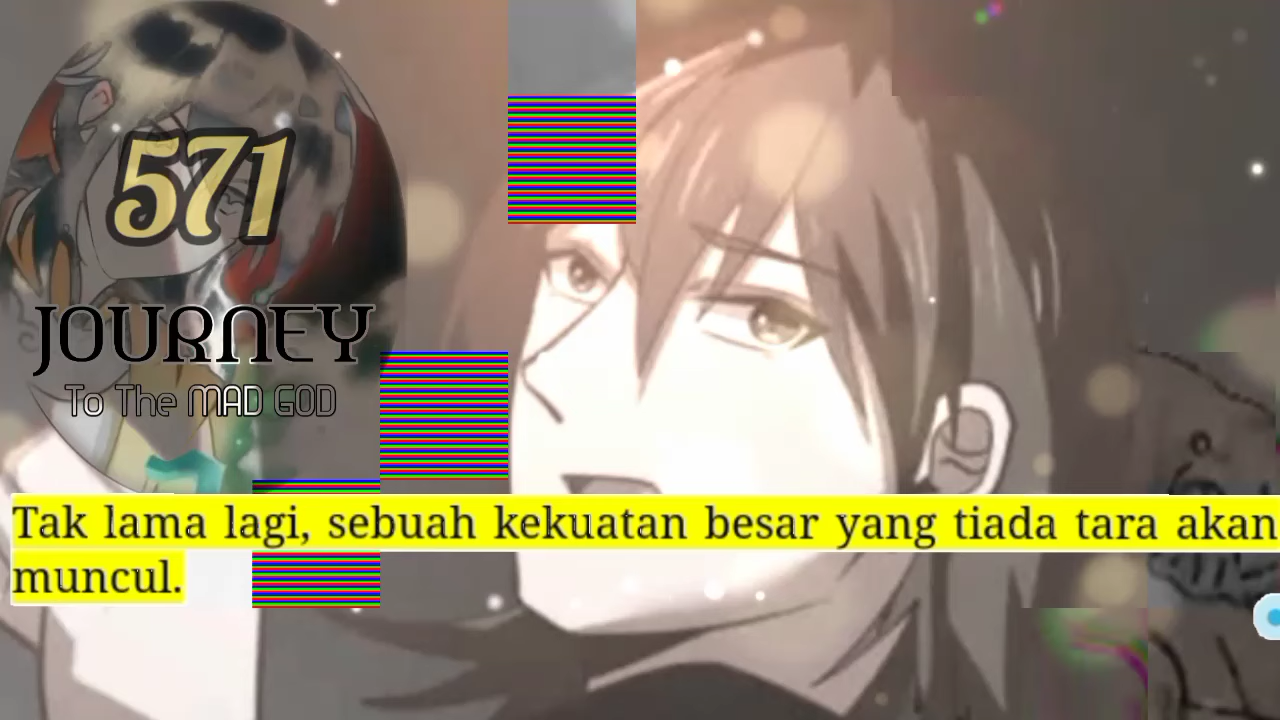 571
JOURNEY
To The MAD GOD
Tak lama lagi, sebuah kekuatan besar yang tiada tara akan
muncul.